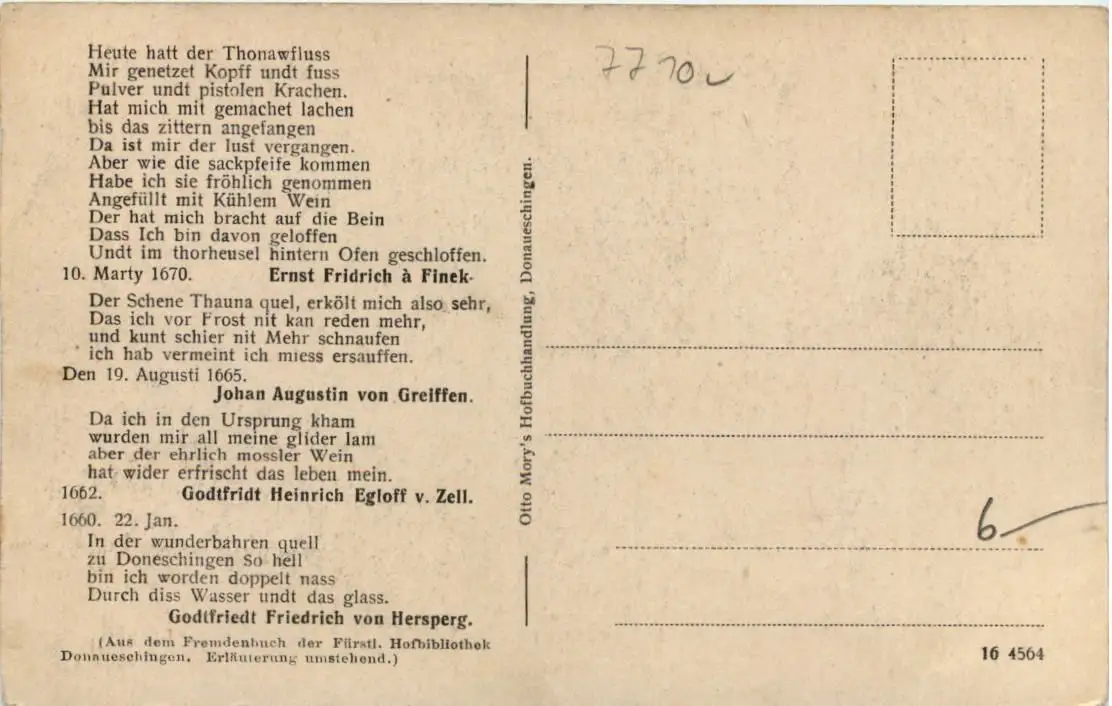 Heute hatt der Thonawfluss
Mir genetzet Kopff undt fuss
Pulver undt pistolen Krachen.
Hat mich mit gemachet lachen
bis das zittern angefangen
Da ist mir der lust vergangen.
Aber wie die sackpfeife kommen
Habe ich sie fröhlich genommen
Angefüllt mit Kühlem Wein
Der hat mich bracht auf die Bein
Dass Ich bin davon geloffen
Undt im thorheusel hintern Ofen geschloffen.
10. Marty 1670. Ernst Fridrich à Finek
Der Schene Thauna quel, erkölt mich also sehr,
Das ich vor Frost nit kan reden mehr,
und kunt schier nit Mehr schnaufen
ich hab vermeint ich miess ersauffen.
Den 19. Augusti 1665.
Johan Augustin von Greiffen.
Da ich in den Ursprung kham
wurden mir all meine glider lam
aber der ehrlich mossler Wein
hat wider erfrischt das leben mein.
1662. Godtfridt Heinrich Egloff v. Zell.
1660. 22. Jan.
In der wunderbahren quell
zu Doneschingen So hell
bin ich worden doppelt nass
Durch diss Wasser undt das glass.
Godtfriedt Friedrich von Hersperg.
(Aus dem Fremdenbuch der Fürstl. Hofbibliothek
Donaueschingen. Erläuterung umstehend.)
Otto Mory's Hofbuchhandlung, Donaueschingen.
7710
6
16 4564